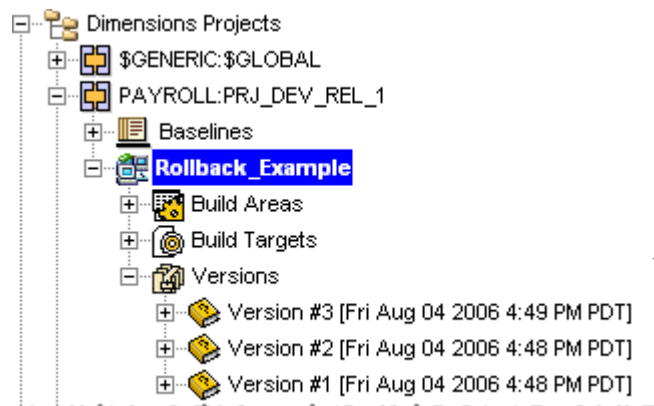 Dimensions Projects
$GENERIC:$GLOBAL
PAYROLL:PRJ_DEV_REL_1
Baselines
Rollback_Example
Build Areas
Build Targets
Versions
Version #3 [Fri Aug 04 2006 4:49 PM PDT]
Version #2 [Fri Aug 04 2006 4:48 PM PDT]
Version #1 [Fri Aug 04 2006 4:48 PM PDT]